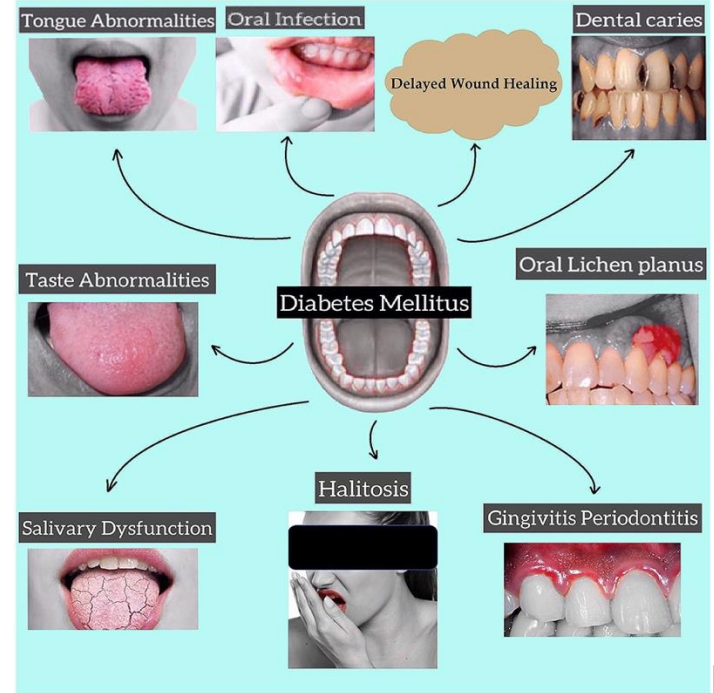 Tongue Abnormalities
Oral Infection
Delayed Wound Healing
Dental caries
Taste Abnormalities
Diabetes Mellitus
Oral Lichen planus
Salivary Dysfunction
Halitosis
Gingivitis Periodontitis